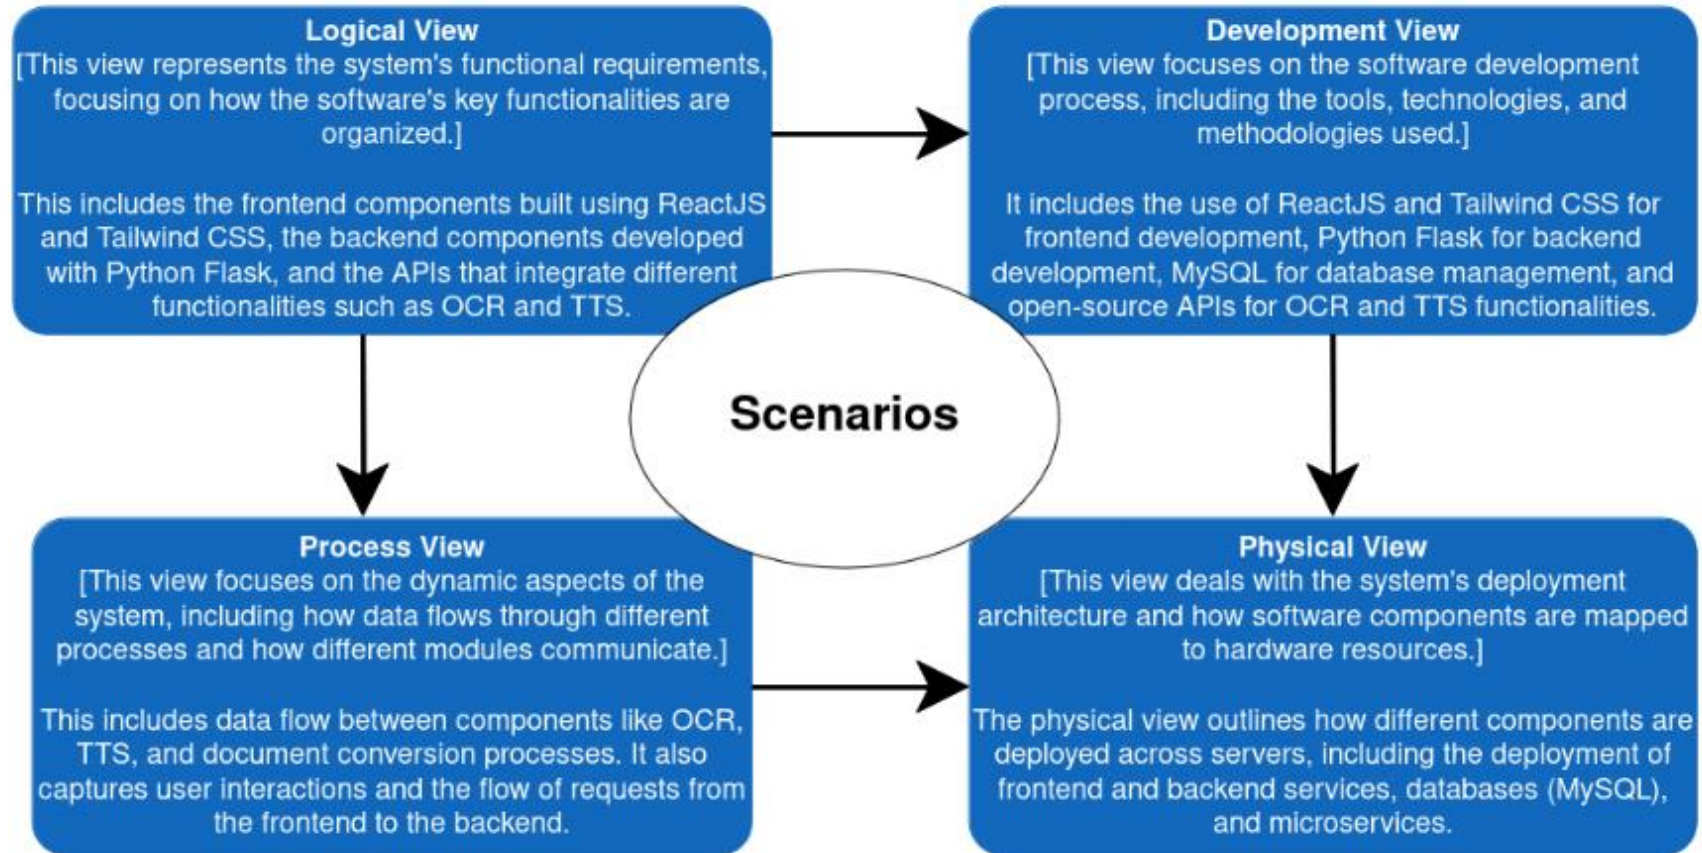 Logical View
[This view represents the system's functional requirements,
focusing on how the software's key functionalities are
organized.]
This includes the frontend components built using ReactJS
and Tailwind CSS, the backend components developed
with Python Flask, and the APIs that integrate different
functionalities such as OCR and TTS.
Development View
[This view focuses on the software development
process, including the tools, technologies, and
methodologies used.]
It includes the use of ReactJS and Tailwind CSS for
frontend development, Python Flask for backend
development, MySQL for database management, and
open-source APIs for OCR and TTS functionalities.
Scenarios
Process View
[This view focuses on the dynamic aspects of the
system, including how data flows through different
processes and how different modules communicate.]
This includes data flow between components like OCR,
TTS, and document conversion processes. It also
captures user interactions and the flow of requests from
the frontend to the backend.
Physical View
[This view deals with the system's deployment
architecture and how software components are mapped
to hardware resources.]
The physical view outlines how different components are
deployed across servers, including the deployment of
frontend and backend services, databases (MySQL),
and microservices.